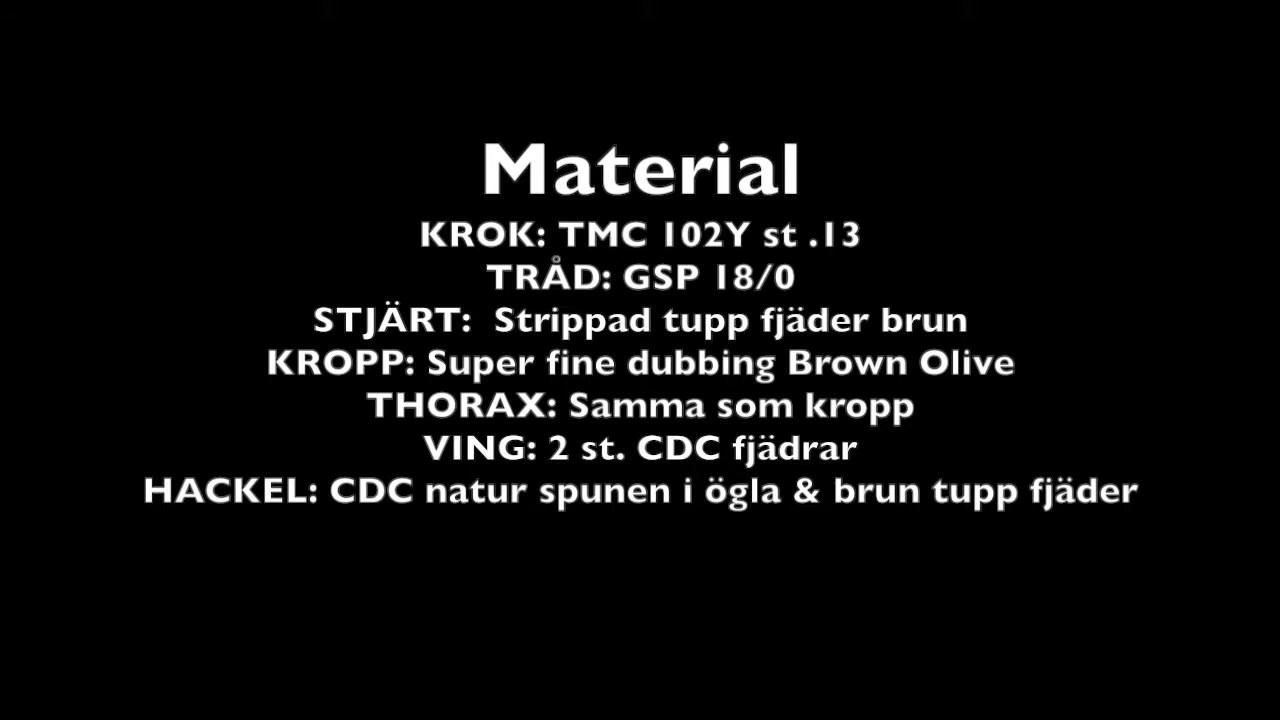 Material
KROK: TMC 102Y st .13
TRÅD: GSP 18/0
STJÄRT:  Strippad tupp fjäder brun
KROPP: Super fine dubbing Brown Olive
THORAX: Samma som kropp
VING: 2 st. CDC fjädrar
HACKEL: CDC natur spunen i ögla & brun tupp fjäder